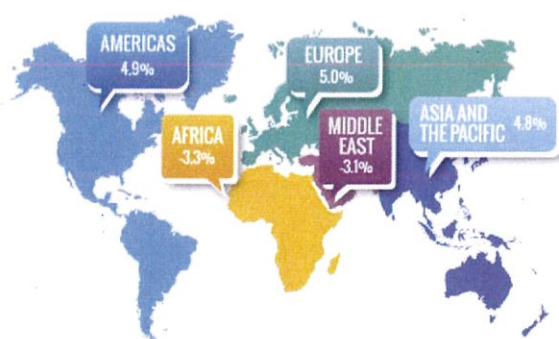 AMERICAS
4.9%
EUROPE
5.0%
AFRICA
-3.3%
MIDDLE
EAST
-3.1%
ASIA AND
THE PACIFIC 4.8%